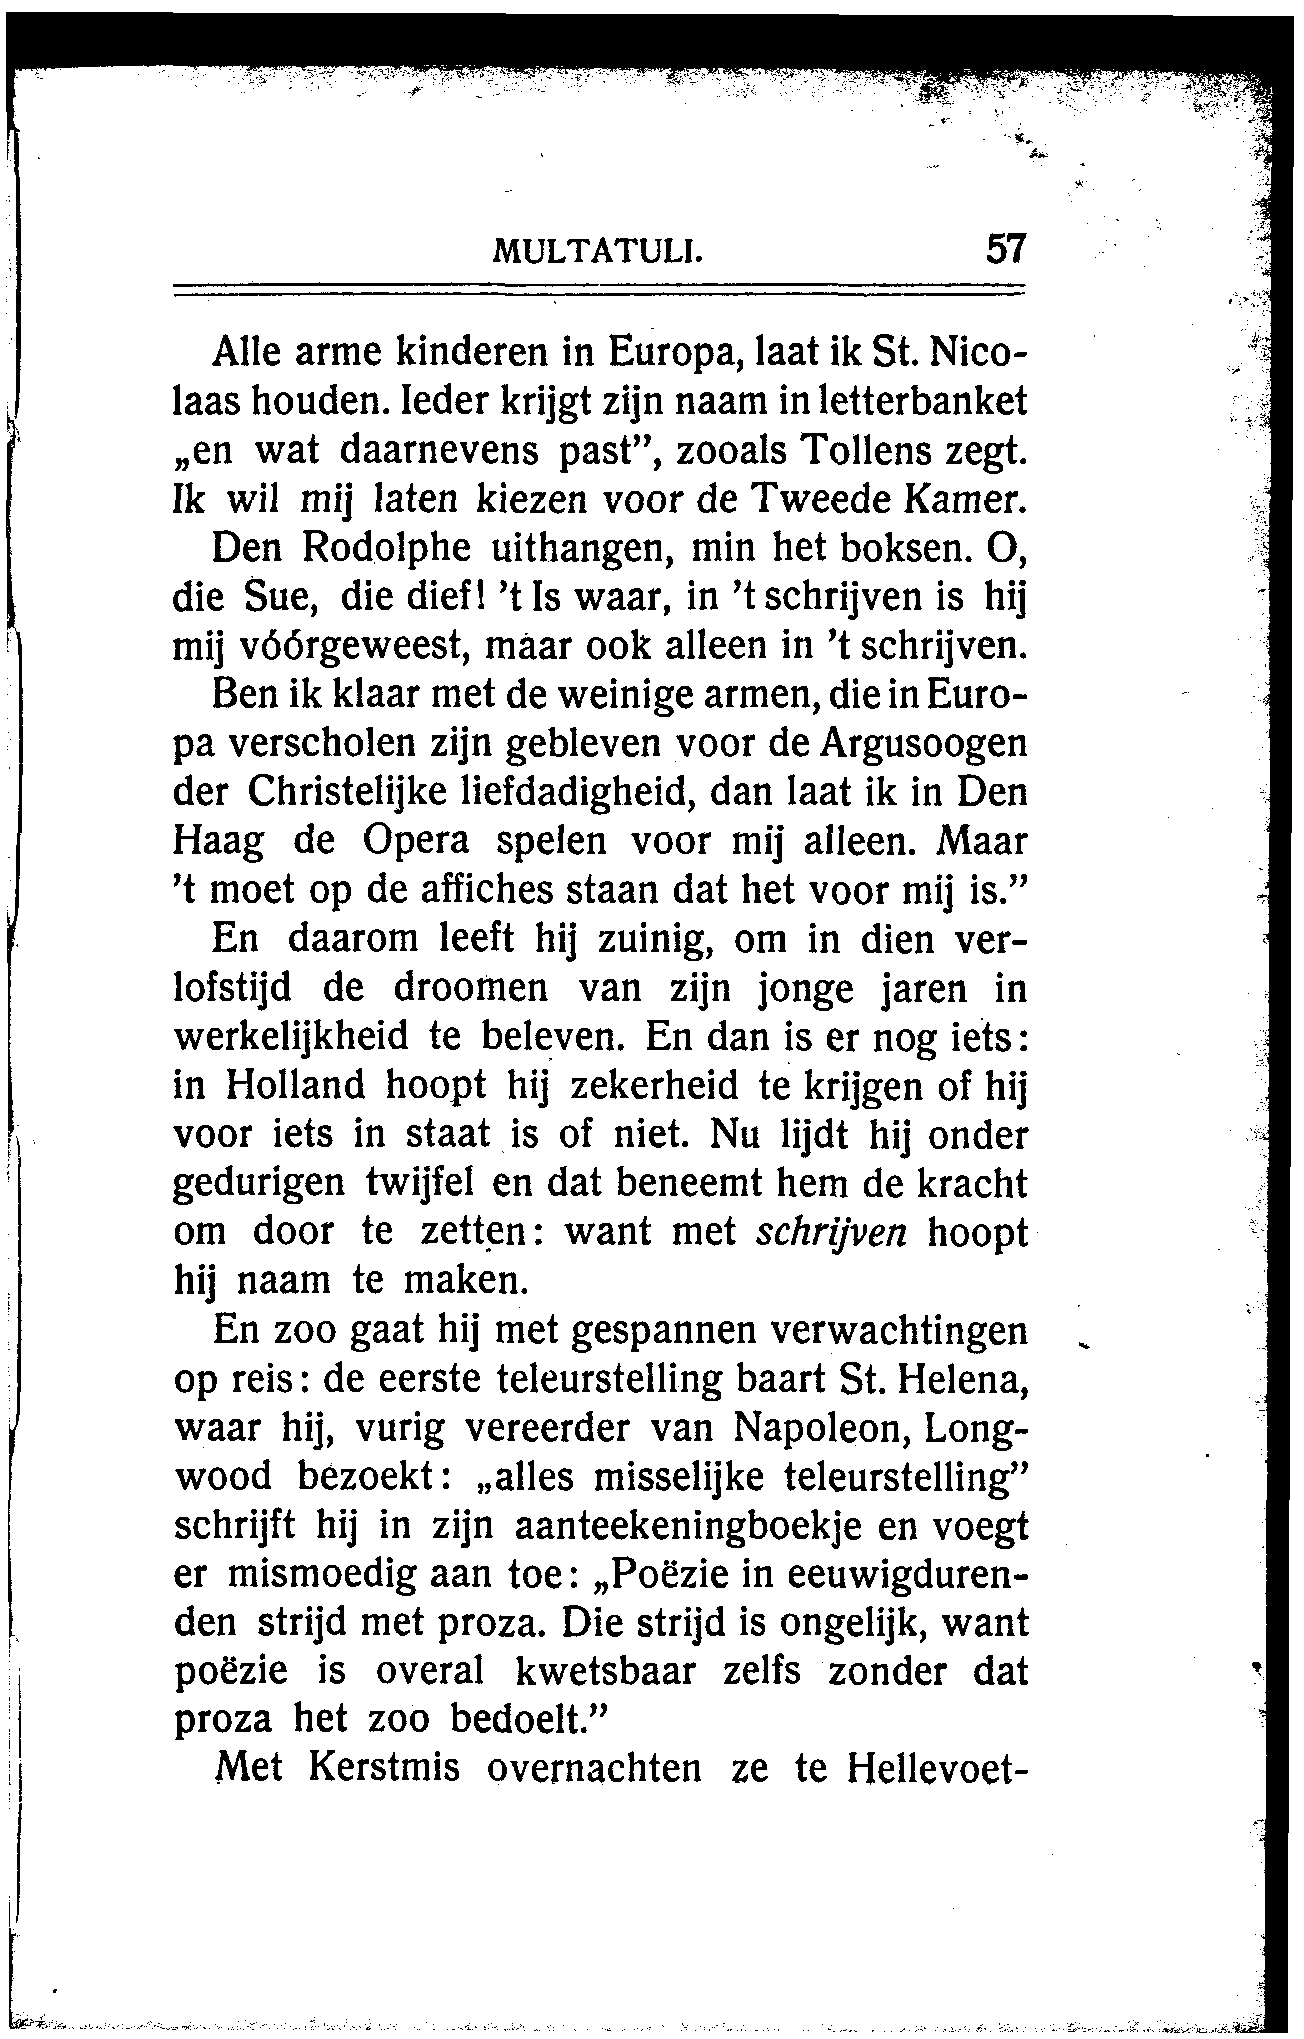 MULTATULI. 57
Alle arme kinderen in Europa, laat ik St. Nico-
laas houden. Ieder krijgt zijn naam in letterbanket
„en wat daarnevens past”, zooals Tollens zegt.
Ik wil mij laten kiezen voor de Tweede Kamer.
Den Rodolphe uithangen, min het boksen. O,
die Sue, die dief! ’t Is waar, in ’t schrijven is hij
mij vóórgeweest, maar ook alleen in ’t schrijven.
Ben ik klaar met de weinige armen, die in Euro-
pa verscholen zijn gebleven voor de Argusoogen
der Christelijke liefdadigheid, dan laat ik in Den
Haag de Opera spelen voor mij alleen. Maar
’t moet op de affiches staan dat het voor mij is.”
En daarom leeft hij zuinig, om in dien ver-
lofstijd de droomen van zijn jonge jaren in
werkelijkheid te beleven. En dan is er nog iets:
in Holland hoopt hij zekerheid te krijgen of hij
voor iets in staat is of niet. Nu lijdt hij onder
gedurigen twijfel en dat beneemt hem de kracht
om door te zetten: want met schrijven hoopt
hij naam te maken.
En zoo gaat hij met gespannen verwachtingen
op reis: de eerste teleurstelling baart St. Helena,
waar hij, vurig vereerder van Napoleon, Long-
wood bezoekt: „alles misselijke teleurstelling”
schrijft hij in zijn aanteekeningboekje en voegt
er mismoedig aan toe: „Poëzie in eeuwigduren-
den strijd met proza. Die strijd is ongelijk, want
poëzie is overal kwetsbaar zelfs zonder dat
proza het zoo bedoelt.”
Met Kerstmis overnachten ze te Hellevoet-